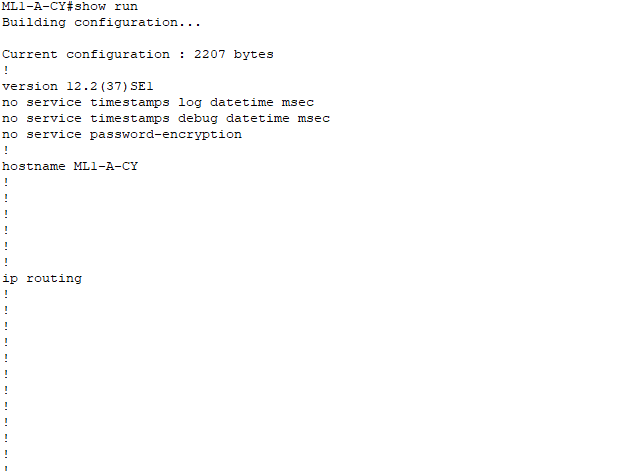 ML1-A-CY#show run
Building configuration...
Current configuration : 2207 bytes
!
version 12.2(37)SE1
no service timestamps log datetime msec
no service timestamps debug datetime msec
no service password-encryption
!
hostname ML1-A-CY
!
!
!
!
!
!
ip routing
!
!
!
!
!
!
!
!
!
!
!
!